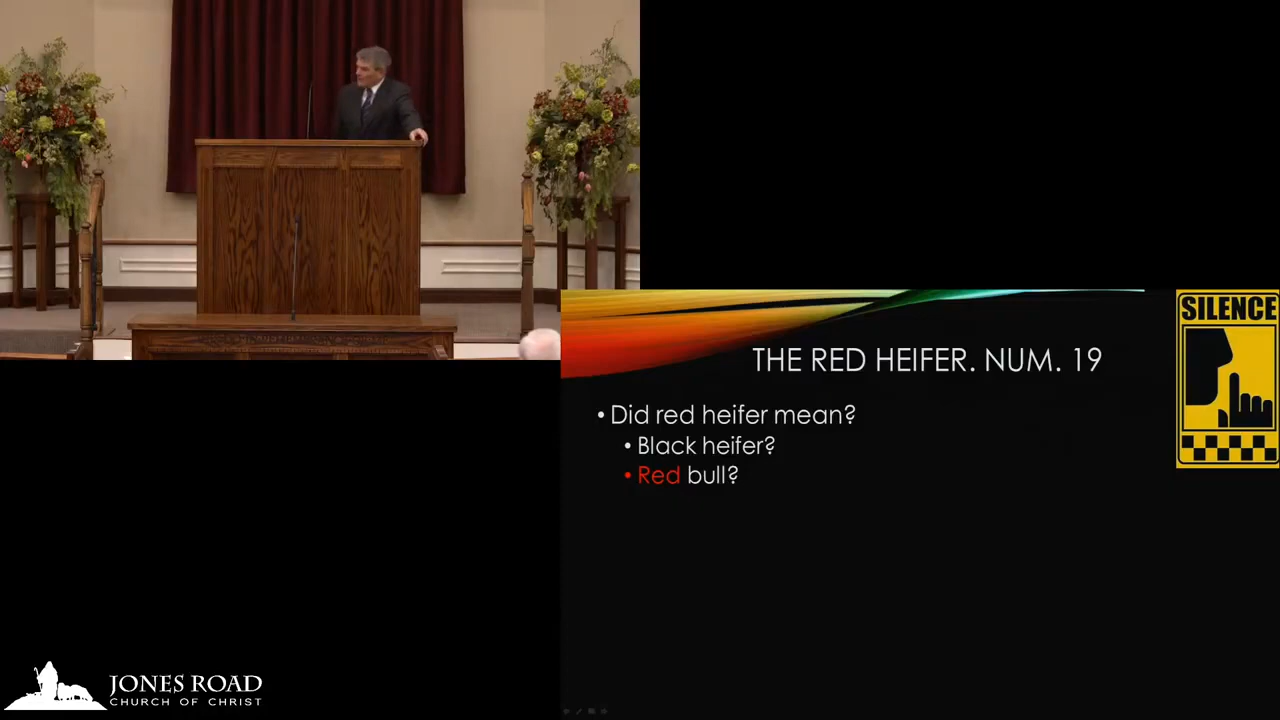 SILENCE
THE RED HEIFER. NUM. 19
• Did red heifer mean?
• Black heifer?
• Red bull?
JONES ROAD
CHURCH OF CHRIST